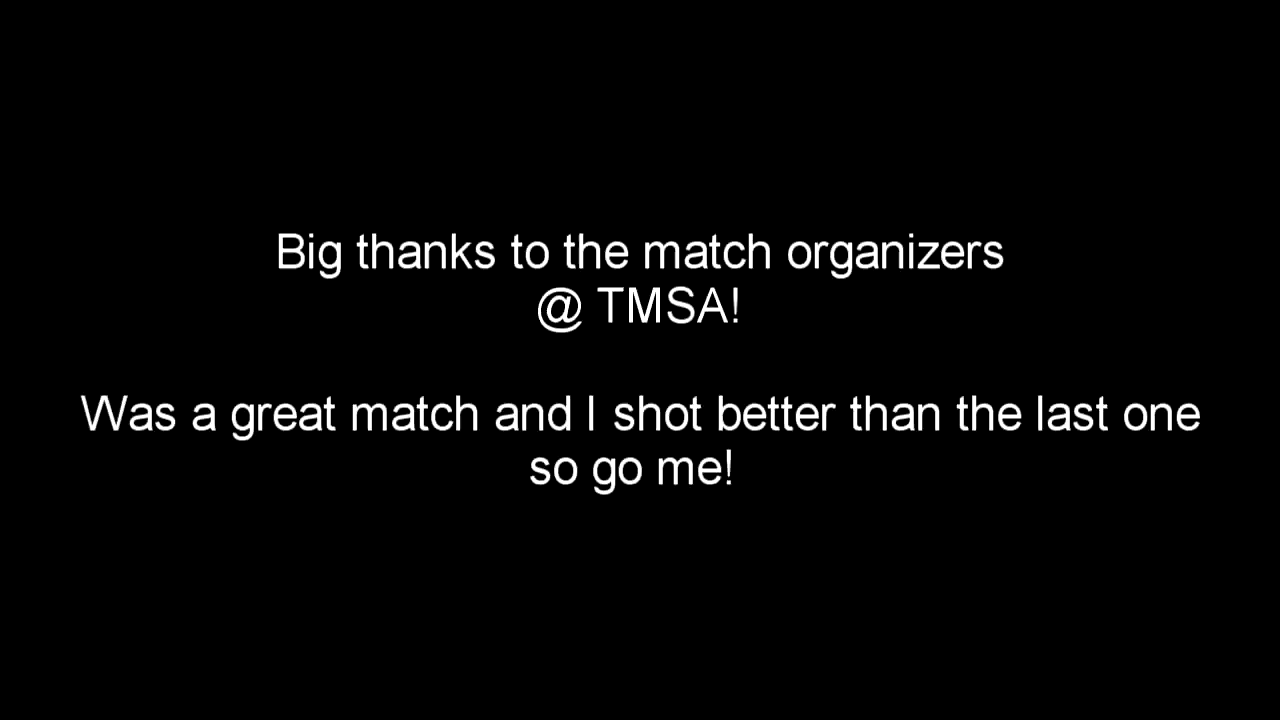 Big thanks to the match organizers
@ TMSA!
Was a great match and I shot better than the last one
so go me!